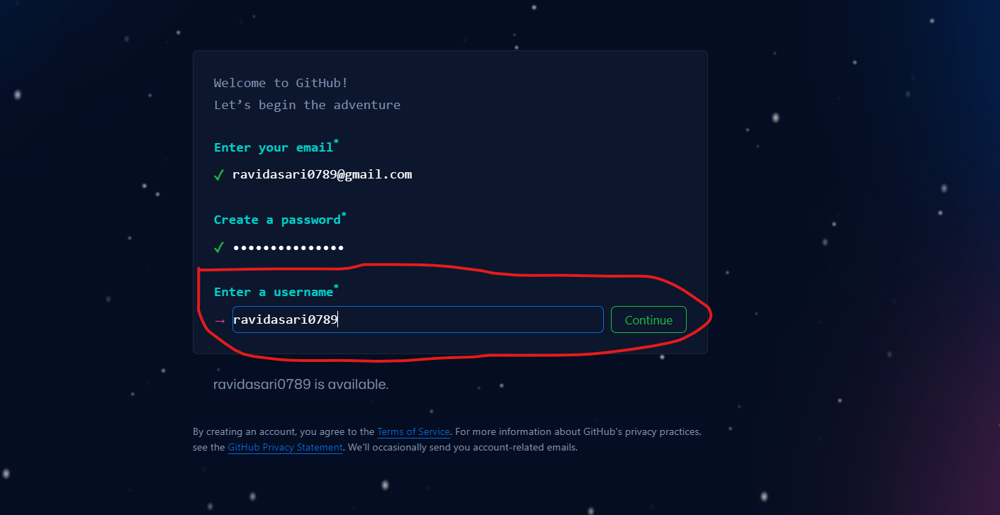 Welcome to GitHub!
Let’s begin the adventure
Enter your email*
✓ ravidasari0789@gmail.com
Create a password*
✓ •••••••••••••••
Enter a username*
→ ravidasari0789 Continue
ravidasari0789 is available.
By creating an account, you agree to the Terms of Service. For more information about GitHub's privacy practices,
see the GitHub Privacy Statement. We'll occasionally send you account-related emails.